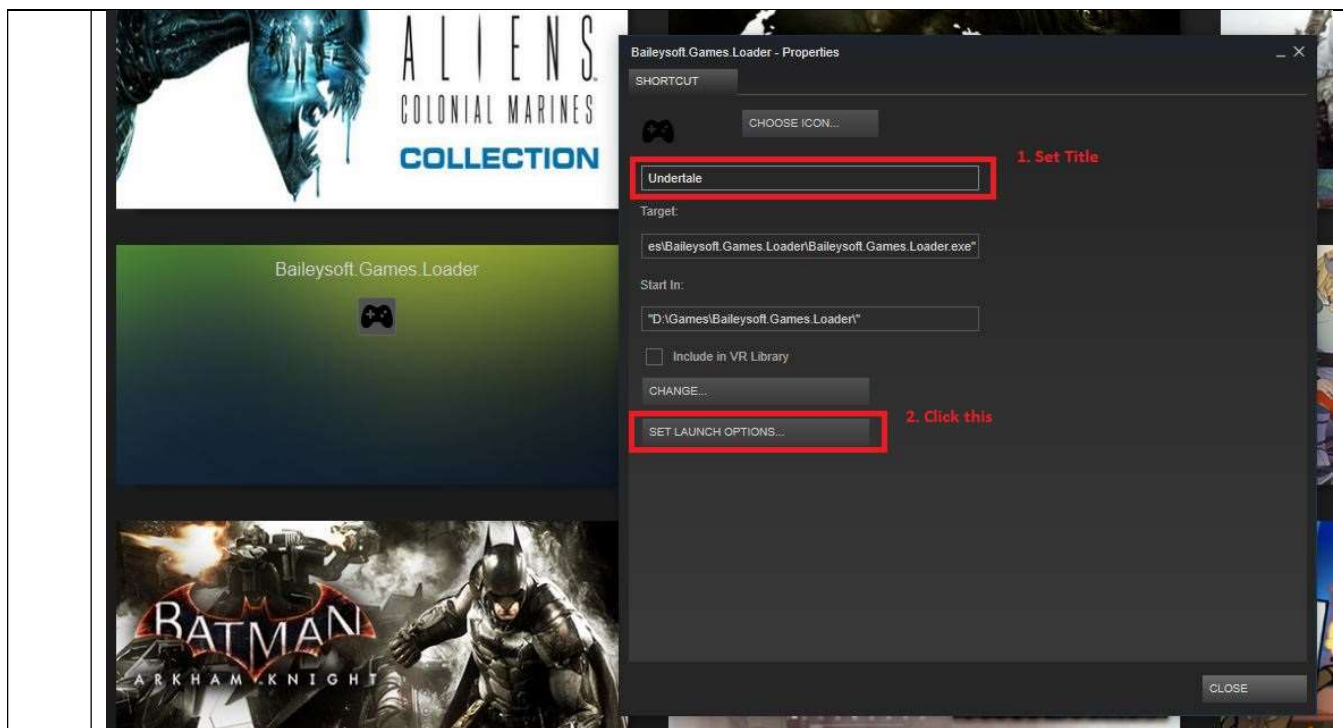 ALIENS
COLONIAL MARINES
COLLECTION
Baileysoft.Games.Loader
BATMAN
ARKHAM KNIGHT
Baileysoft.Games.Loader - Properties
SHORTCUT
CHOOSE ICON...
1. Set Title
Undertale
Target:
es\Baileysoft.Games.Loader\Baileysoft.Games.Loader.exe"
Start In:
"D:\Games\Baileysoft.Games.Loader\"
Include in VR Library
CHANGE...
2. Click this
SET LAUNCH OPTIONS...
CLOSE